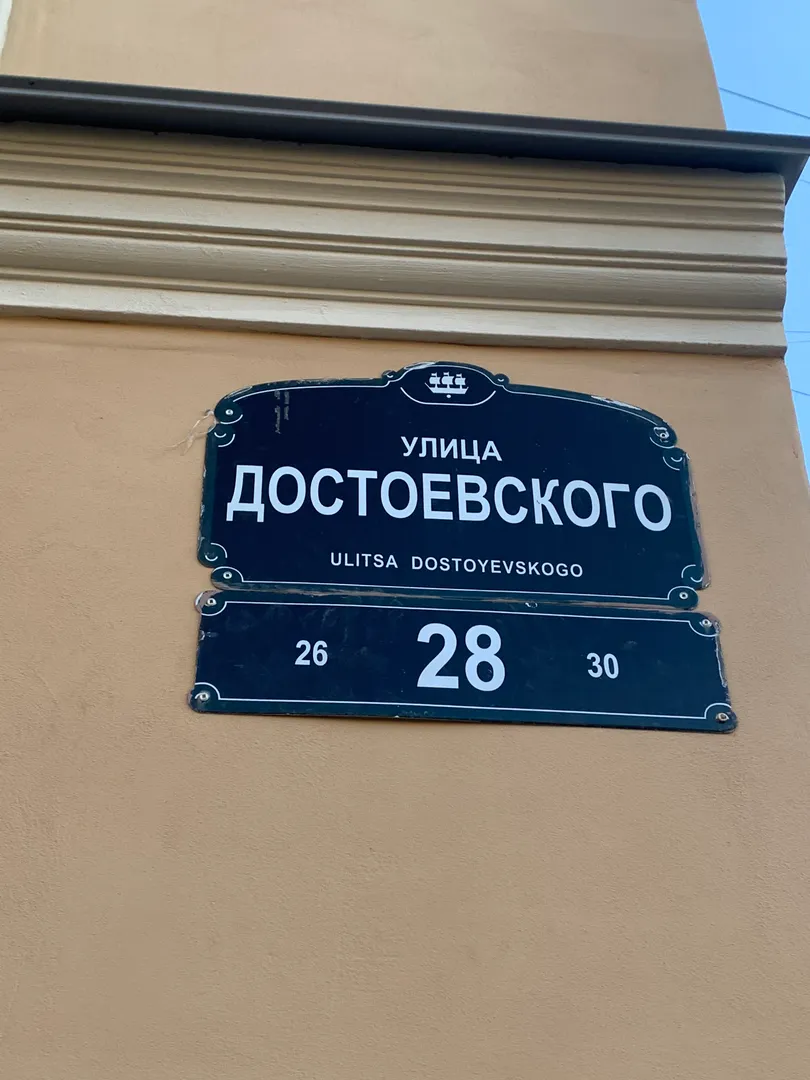 УЛИЦА
ДОСТОЕВСКОГО
ULITSA DOSTOYEVSKOGO
26 28 30